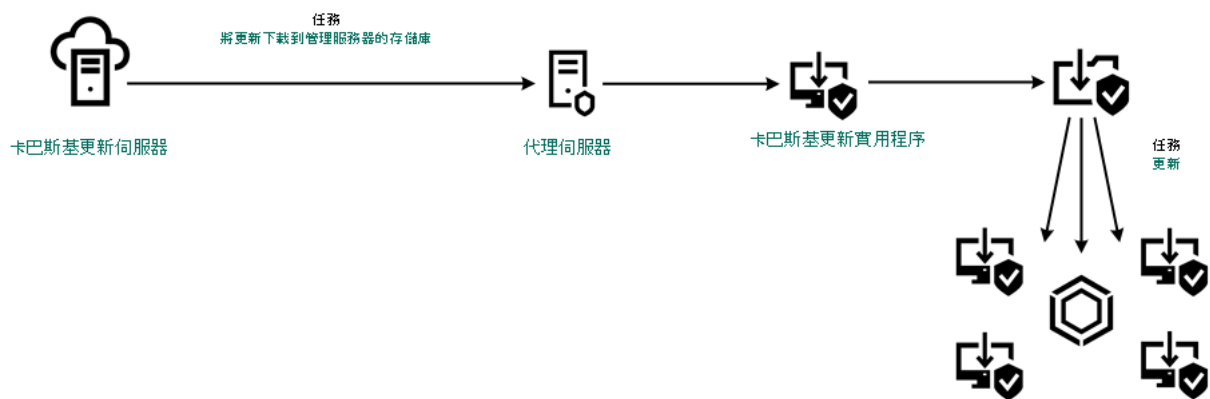 任務
將更新下載到管理服務器的存儲庫
卡巴斯基更新伺服器
代理伺服器
卡巴斯基更新實用程序
任務
更新